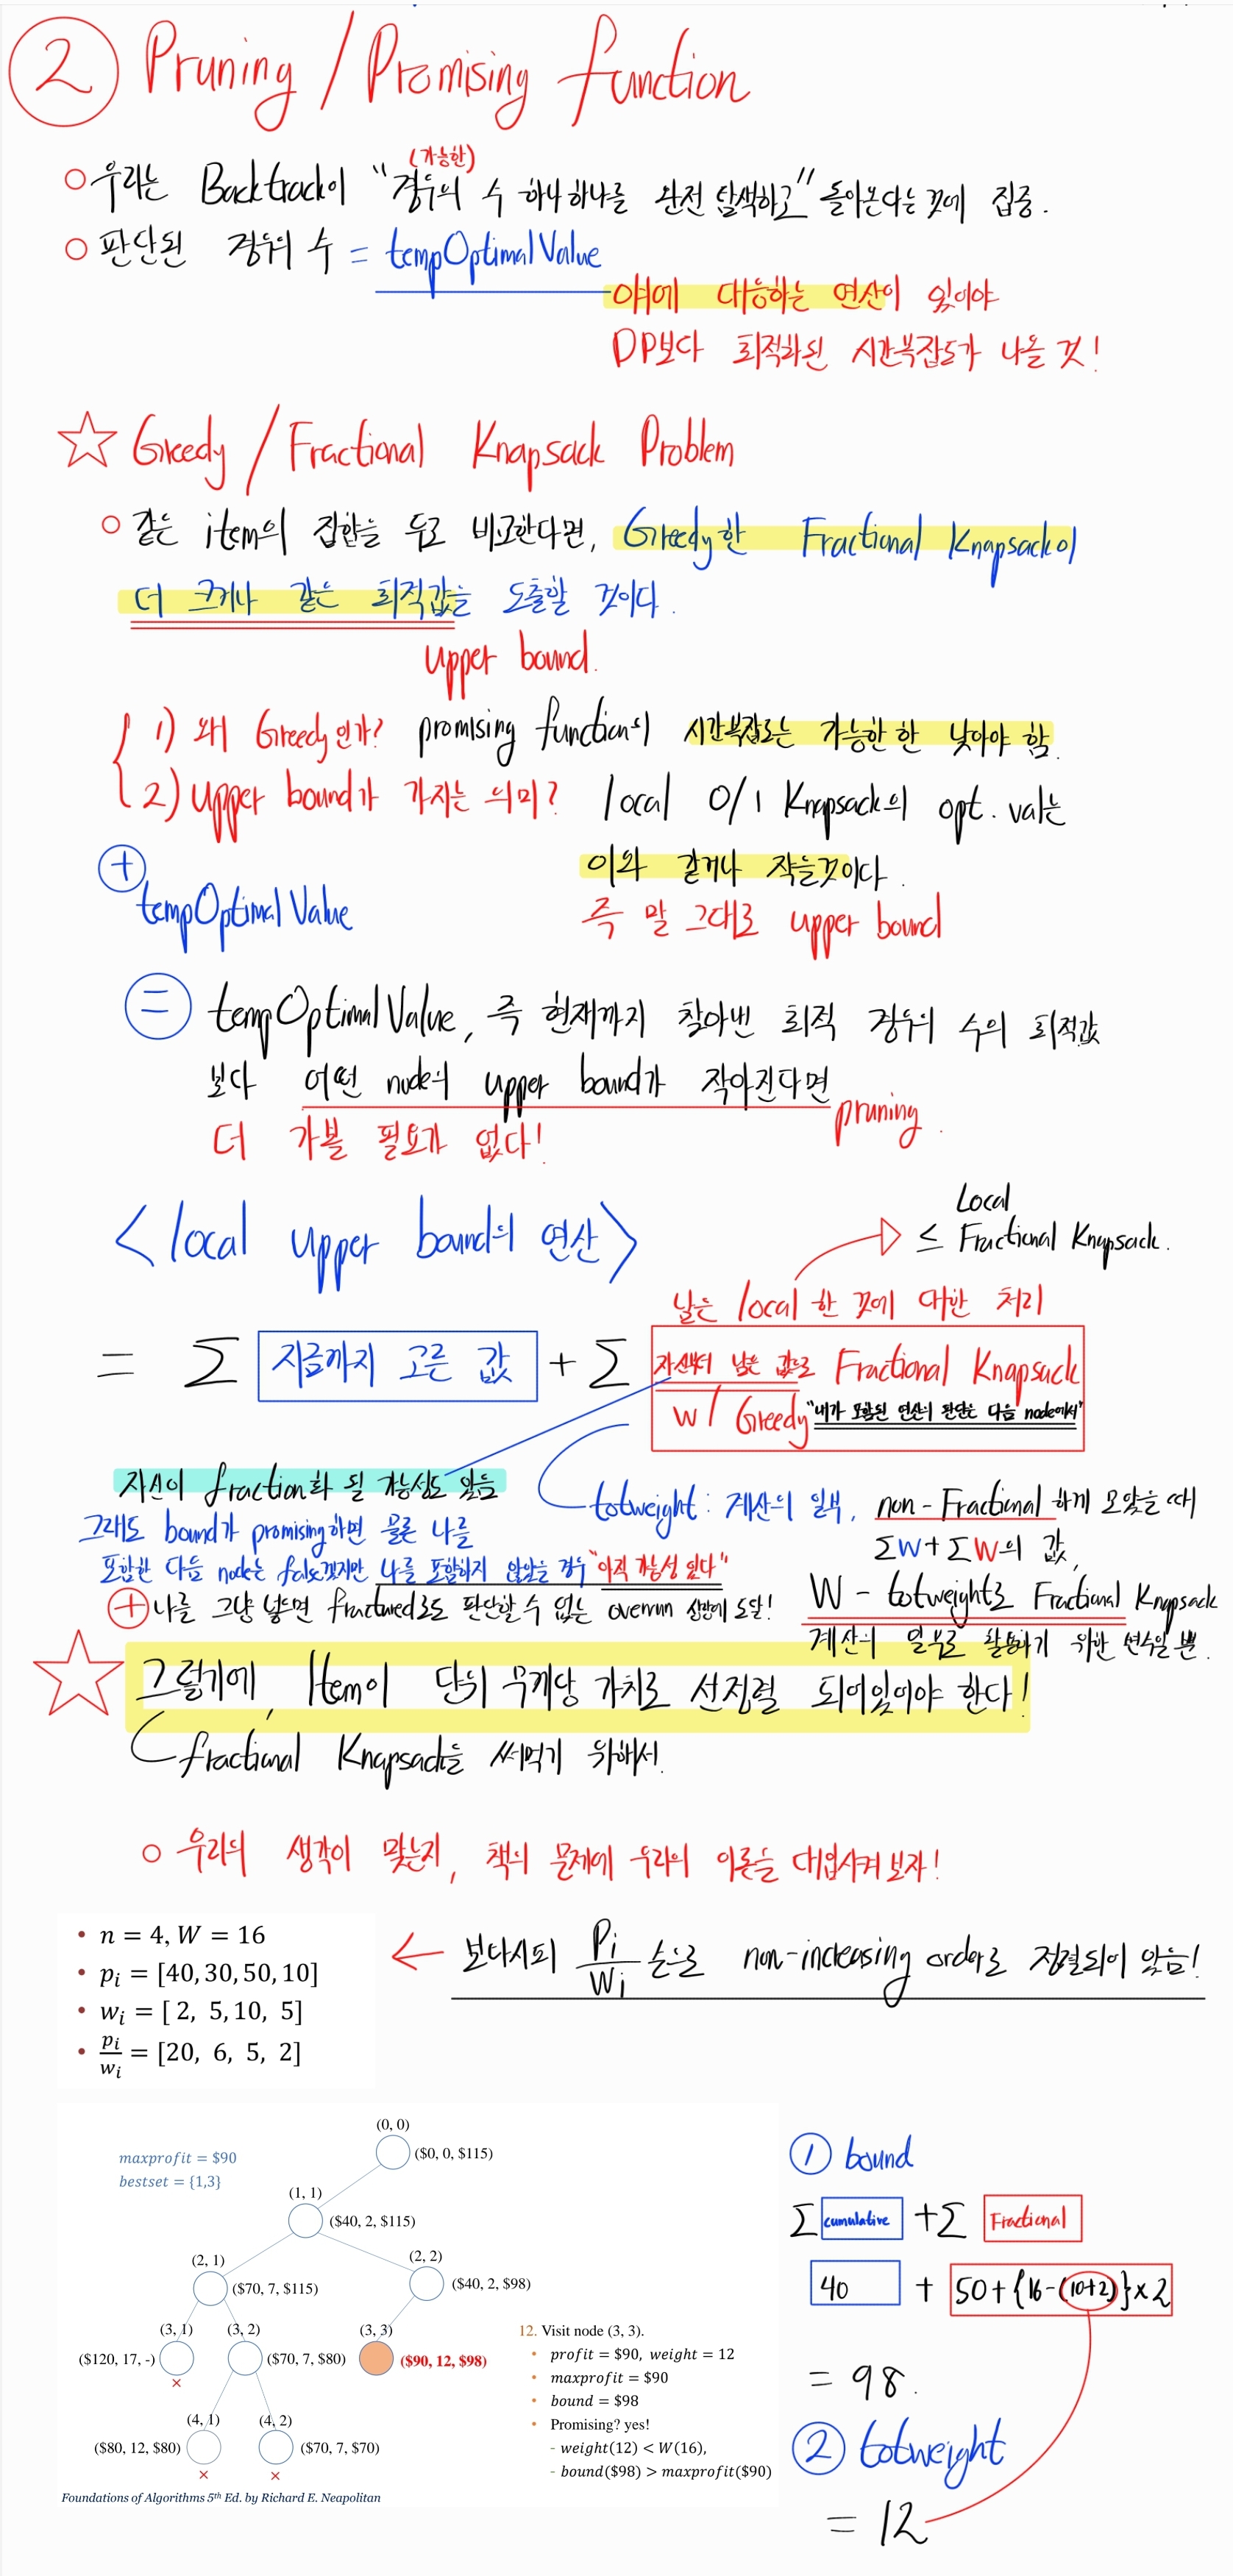 ② Pruning / Promising function
(가능한)
○ 우리는 Backtrack이 "경우의 수 하나 하나를 완전 탐색하고" 돌아온다는 것에 집중.
○ 판단된 경우의 수 = tempOptimalValue
이에 대응하는 연산이 있어야
DP보다 최적화된 시간복잡도가 나올 것!
☆ Greedy / Fractional Knapsack Problem
○ 같은 item의 집합을 두고 비교한다면, Greedy한 Fractional Knapsack이
더 크거나 같은 최적값을 도출할 것이다.
upper bound.
1) 왜 Greedy인가? promising function의 시간복잡도는 가능한 한 낮아야 함.
2) upper bound가 가지는 의미? local 0/1 Knapsack의 opt. val는
이와 같거나 작을것이다.
⊕ tempOptimal Value
즉 말 그대로 upper bound
⊜ tempOptimalValue, 즉 현재까지 찾아낸 최적 경우의 수의 최적값
보다 어떤 node의 upper bound가 작아진다면
pruning.
더 가볼 필요가 없다!
<local upper bound의 연산>
Local
≤ Fractional Knapsack.
남은 local 한 것에 대한 처리
= Σ 지금까지 고른 값 + Σ 자신부터 남은 값으로 Fractional Knapsack
w/ Greedy "내가 포함된 연산의 판단은 다음 node에서"
자신이 fraction화 될 가능성도 있음
그래도 bound가 promising하면 물론 나를
포함한 다음 node는 false겠지만 나를 포함하지 않았을 경우 "아직 가능성 있다"
⊕ 나를 그냥 넣으면 fractured로도 판단할 수 없는 overrun 상황에 도달!
totweight : 계산의 일부, non-Fractional 하게 모았을 때
ΣW+ΣW의 값,
W - totweight로 Fractional Knapsack
계산의 일부로 활용하기 위한 변수일 뿐.
☆ 그렇기에, Item이 단위 무게당 가치로 선정렬 되어있어야 한다!
fractional Knapsack을 써먹기 위해서.
○ 우리의 생각이 맞는지, 책의 문제에 우리의 이론을 대입시켜 보자!
• n = 4, W = 16
• pᵢ = [40, 30, 50, 10]
• wᵢ = [ 2, 5, 10, 5]
• pᵢ/wᵢ = [20, 6, 5, 2]
← 보다시피 Pi/Wi 순으로 non-increasing order로 정렬되어 있음!
maxprofit = $90
bestset = {1,3}
(0, 0)
($0, 0, $115)
(1, 1)
($40, 2, $115)
(2, 1)
($70, 7, $115)
(2, 2)
($40, 2, $98)
(3, 1)
($120, 17, -)
×
(3, 2)
($70, 7, $80)
(3, 3)
($90, 12, $98)
(4, 1)
($80, 12, $80)
×
(4, 2)
($70, 7, $70)
×
12. Visit node (3, 3).
• profit = $90, weight = 12
• maxprofit = $90
• bound = $98
• Promising? yes!
- weight(12) < W(16),
- bound($98) > maxprofit($90)
Foundations of Algorithms 5th Ed. by Richard E. Neapolitan
① bound
Σ cumulative + Σ Fractional
40 + 50+{16-(10+2)}×2
= 98.
② totweight
= 12